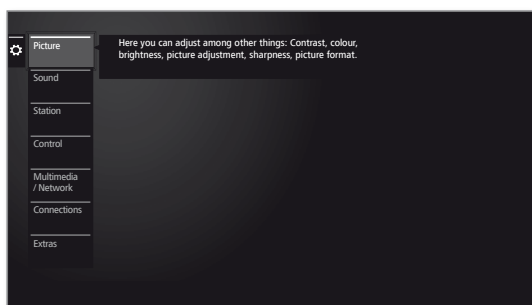 Picture
Here you can adjust among other things: Contrast, colour,
brightness, picture adjustment, sharpness, picture format.
Sound
Station
Control
Multimedia
/ Network
Connections
Extras